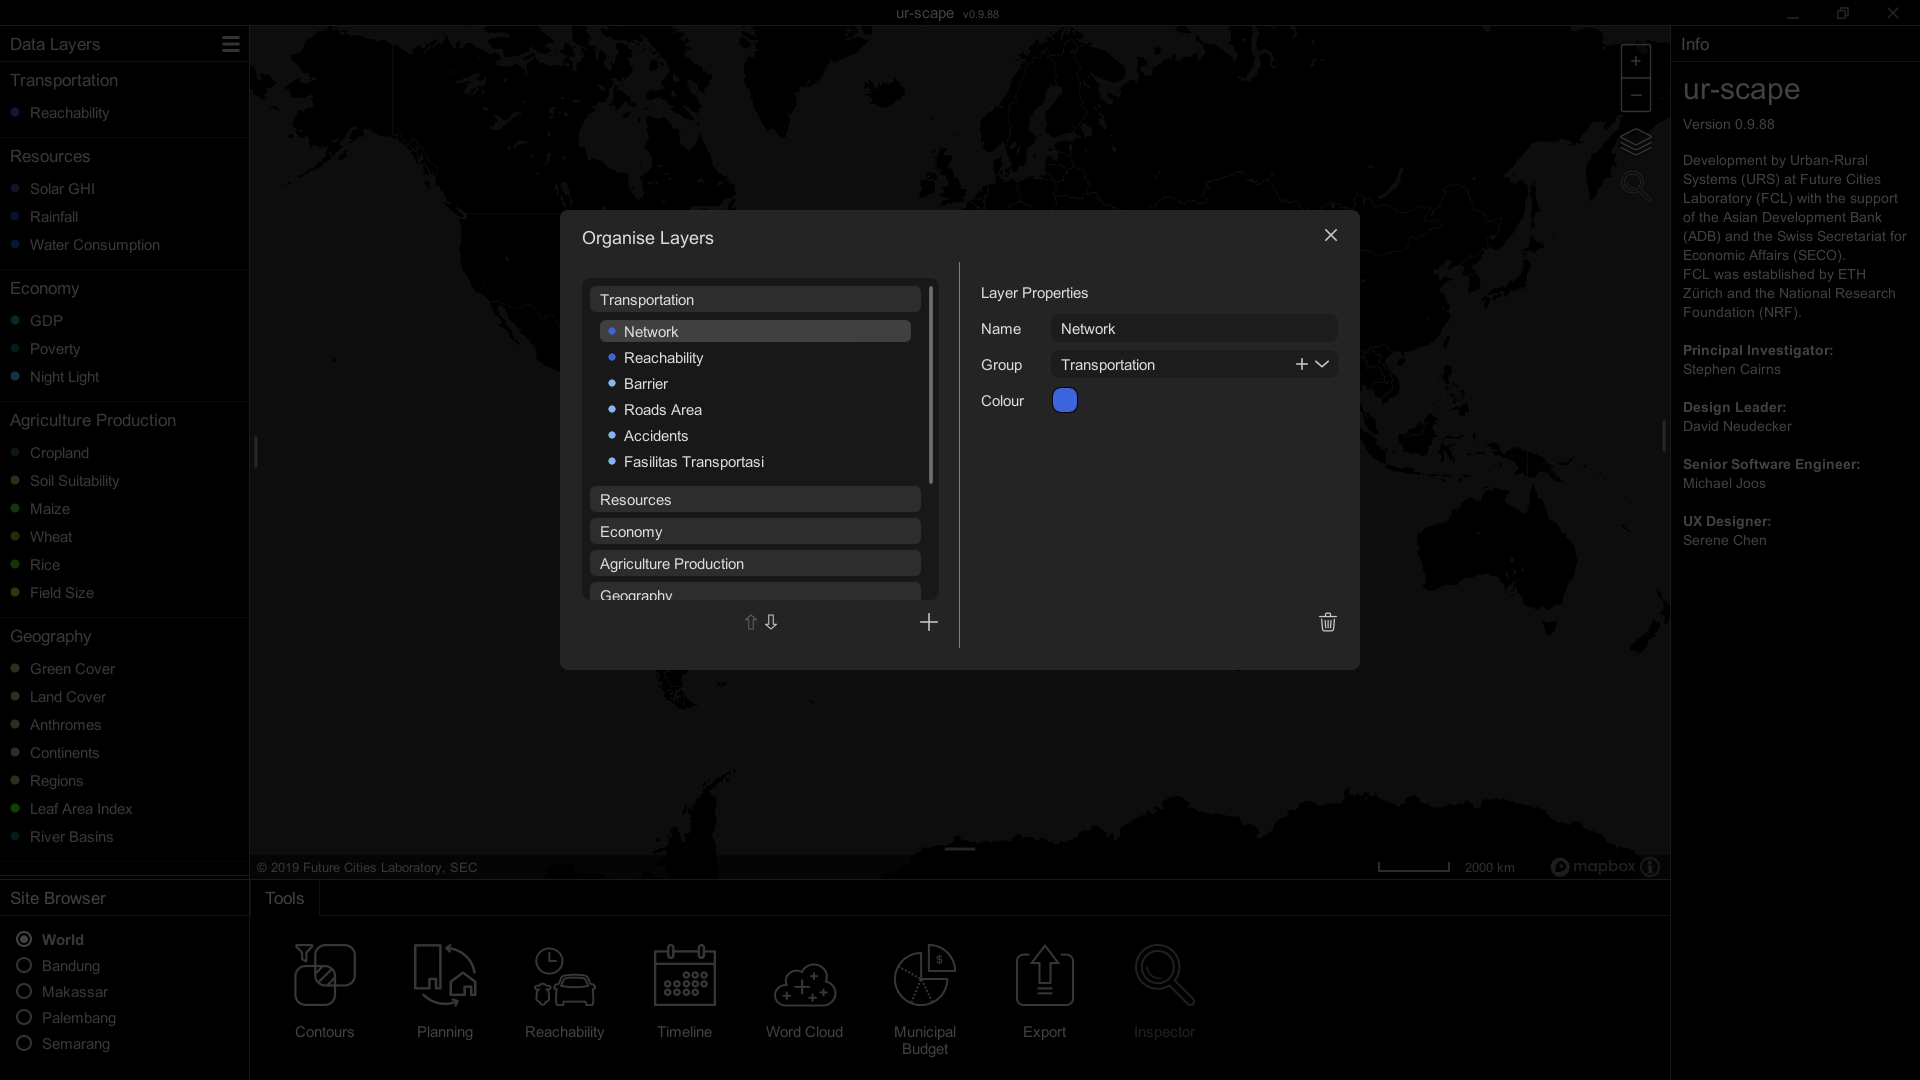 ur-scape v0.9.88
Data Layers
Transportation
Reachability
Resources
Solar GHI
Rainfall
Water Consumption
Economy
GDP
Poverty
Night Light
Agriculture Production
Cropland
Soil Suitability
Maize
Wheat
Rice
Field Size
Geography
Green Cover
Land Cover
Anthromes
Continents
Regions
Leaf Area Index
River Basins
Site Browser
World
Bandung
Makassar
Palembang
Semarang
Organise Layers
Transportation
Network
Reachability
Barrier
Roads Area
Accidents
Fasilitas Transportasi
Resources
Economy
Agriculture Production
Geography
Layer Properties
Name Network
Group Transportation
Colour
© 2019 Future Cities Laboratory, SEC
2000 km
mapbox
Tools
Contours
Planning
Reachability
Timeline
Word Cloud
Municipal
Budget
Export
Inspector
Info
ur-scape
Version 0.9.88
Development by Urban-Rural
Systems (URS) at Future Cities
Laboratory (FCL) with the support
of the Asian Development Bank
(ADB) and the Swiss Secretariat for
Economic Affairs (SECO).
FCL was established by ETH
Zürich and the National Research
Foundation (NRF).
Principal Investigator:
Stephen Cairns
Design Leader:
David Neudecker
Senior Software Engineer:
Michael Joos
UX Designer:
Serene Chen